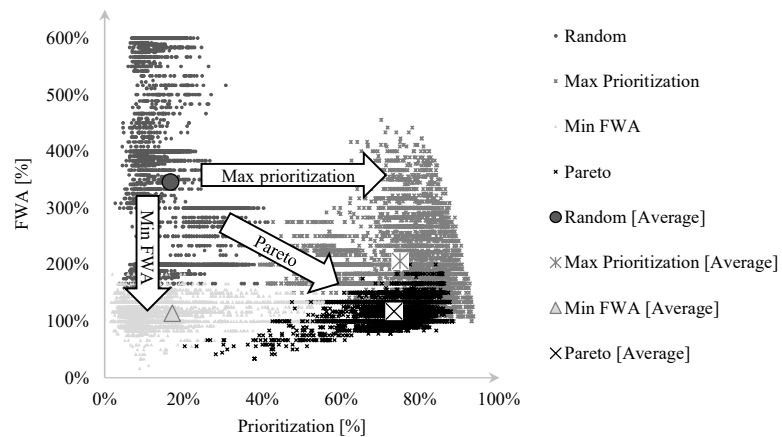 FWA [%]
600%
500%
400%
300%
200%
100%
0%
0%
20%
40%
60%
80%
100%
Prioritization [%]
Max prioritization
Min FWA
Pareto
Random
Max Prioritization
Min FWA
Pareto
Random [Average]
Max Prioritization [Average]
Min FWA [Average]
Pareto [Average]